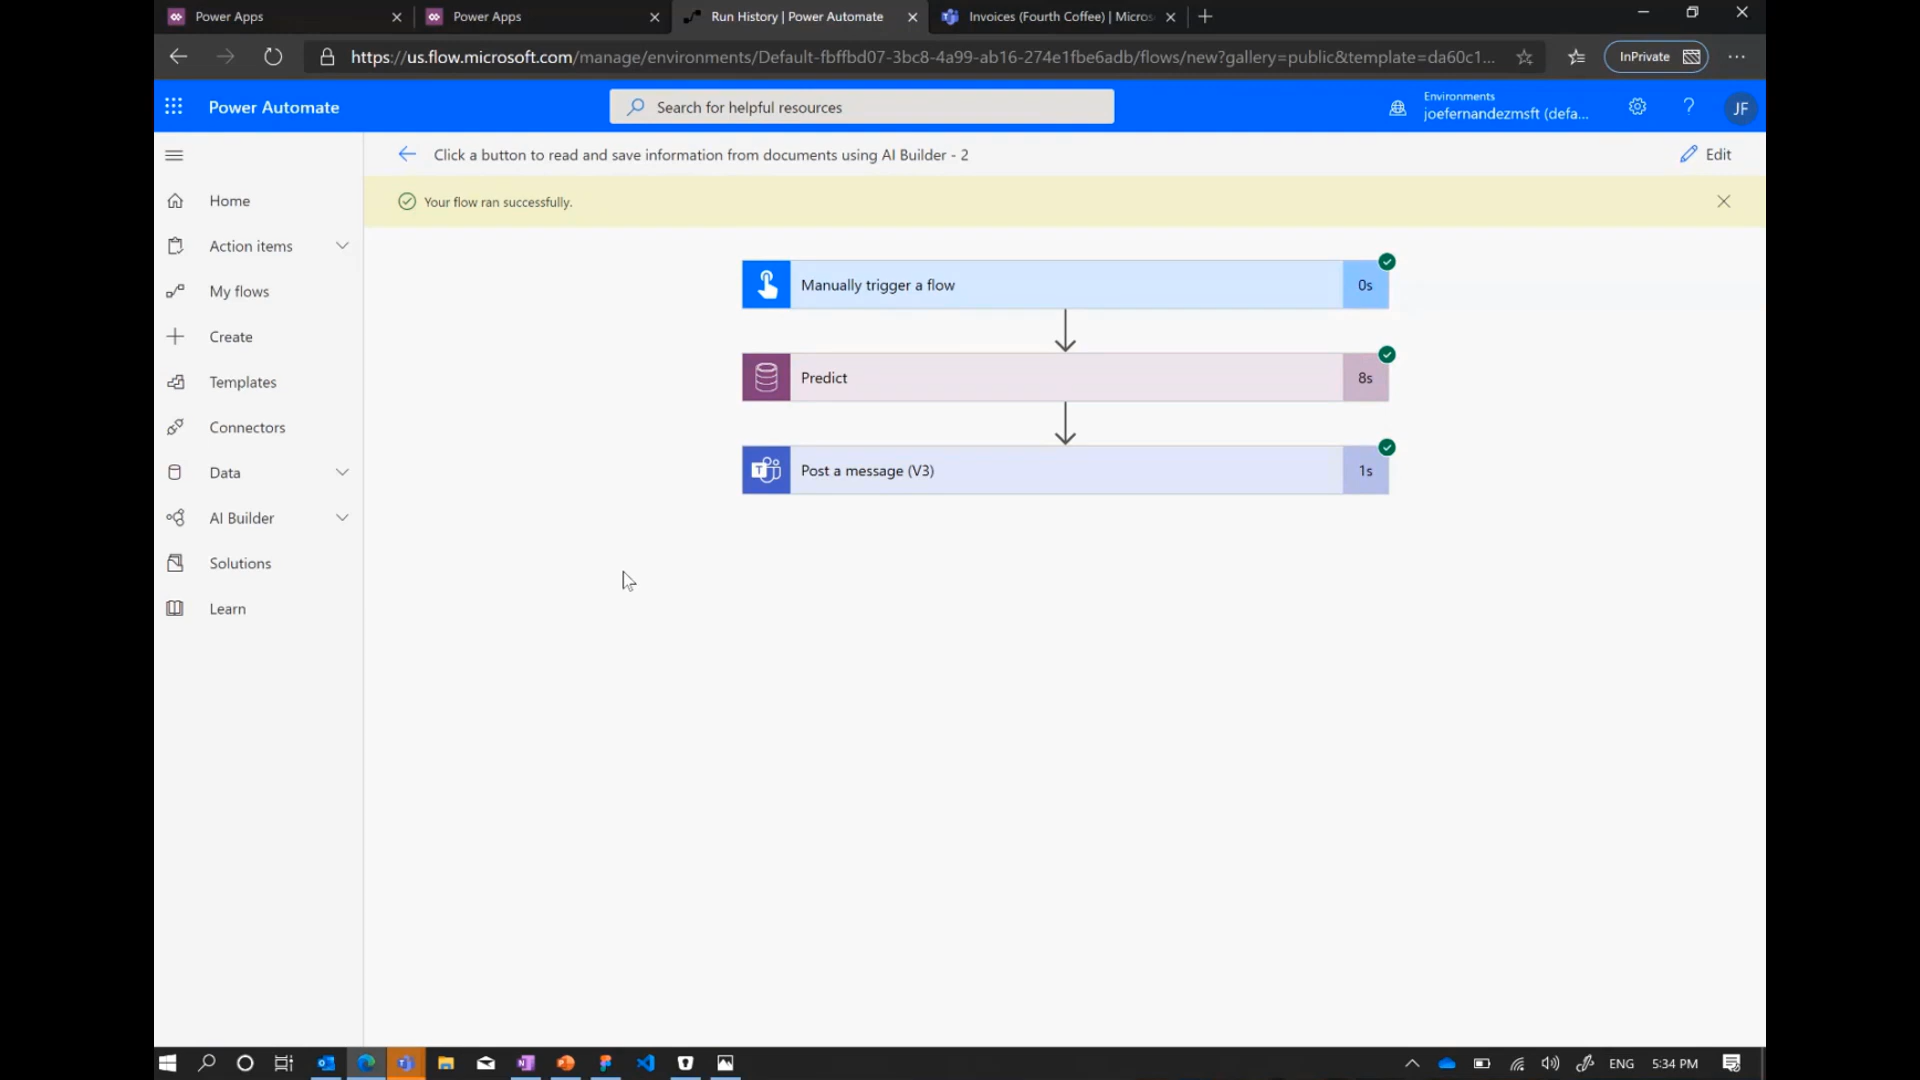 Power Apps
Power Apps
Run History | Power Automate
Invoices (Fourth Coffee) | Micros
https://us.flow.microsoft.com/manage/environments/Default-fbffbd07-3bc8-4a99-ab16-274e1fbe6adb/flows/new?gallery=public&template=da60c1...
InPrivate
Power Automate
Search for helpful resources
Environments
joefernandezmsft (defa...
?
JF
Click a button to read and save information from documents using AI Builder - 2
Edit
Your flow ran successfully.
Home
Action items
My flows
Create
Templates
Connectors
Data
AI Builder
Solutions
Learn
Manually trigger a flow
0s
Predict
8s
Post a message (V3)
1s
ENG
5:34 PM